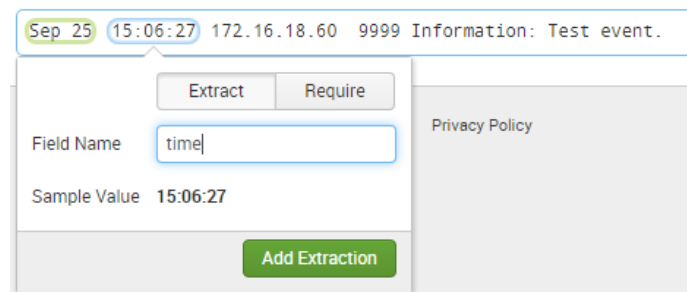 Sep 25 15:06:27 172.16.18.60  9999 Information: Test event.
Extract Require
Privacy Policy
Field Name time
Sample Value 15:06:27
Add Extraction